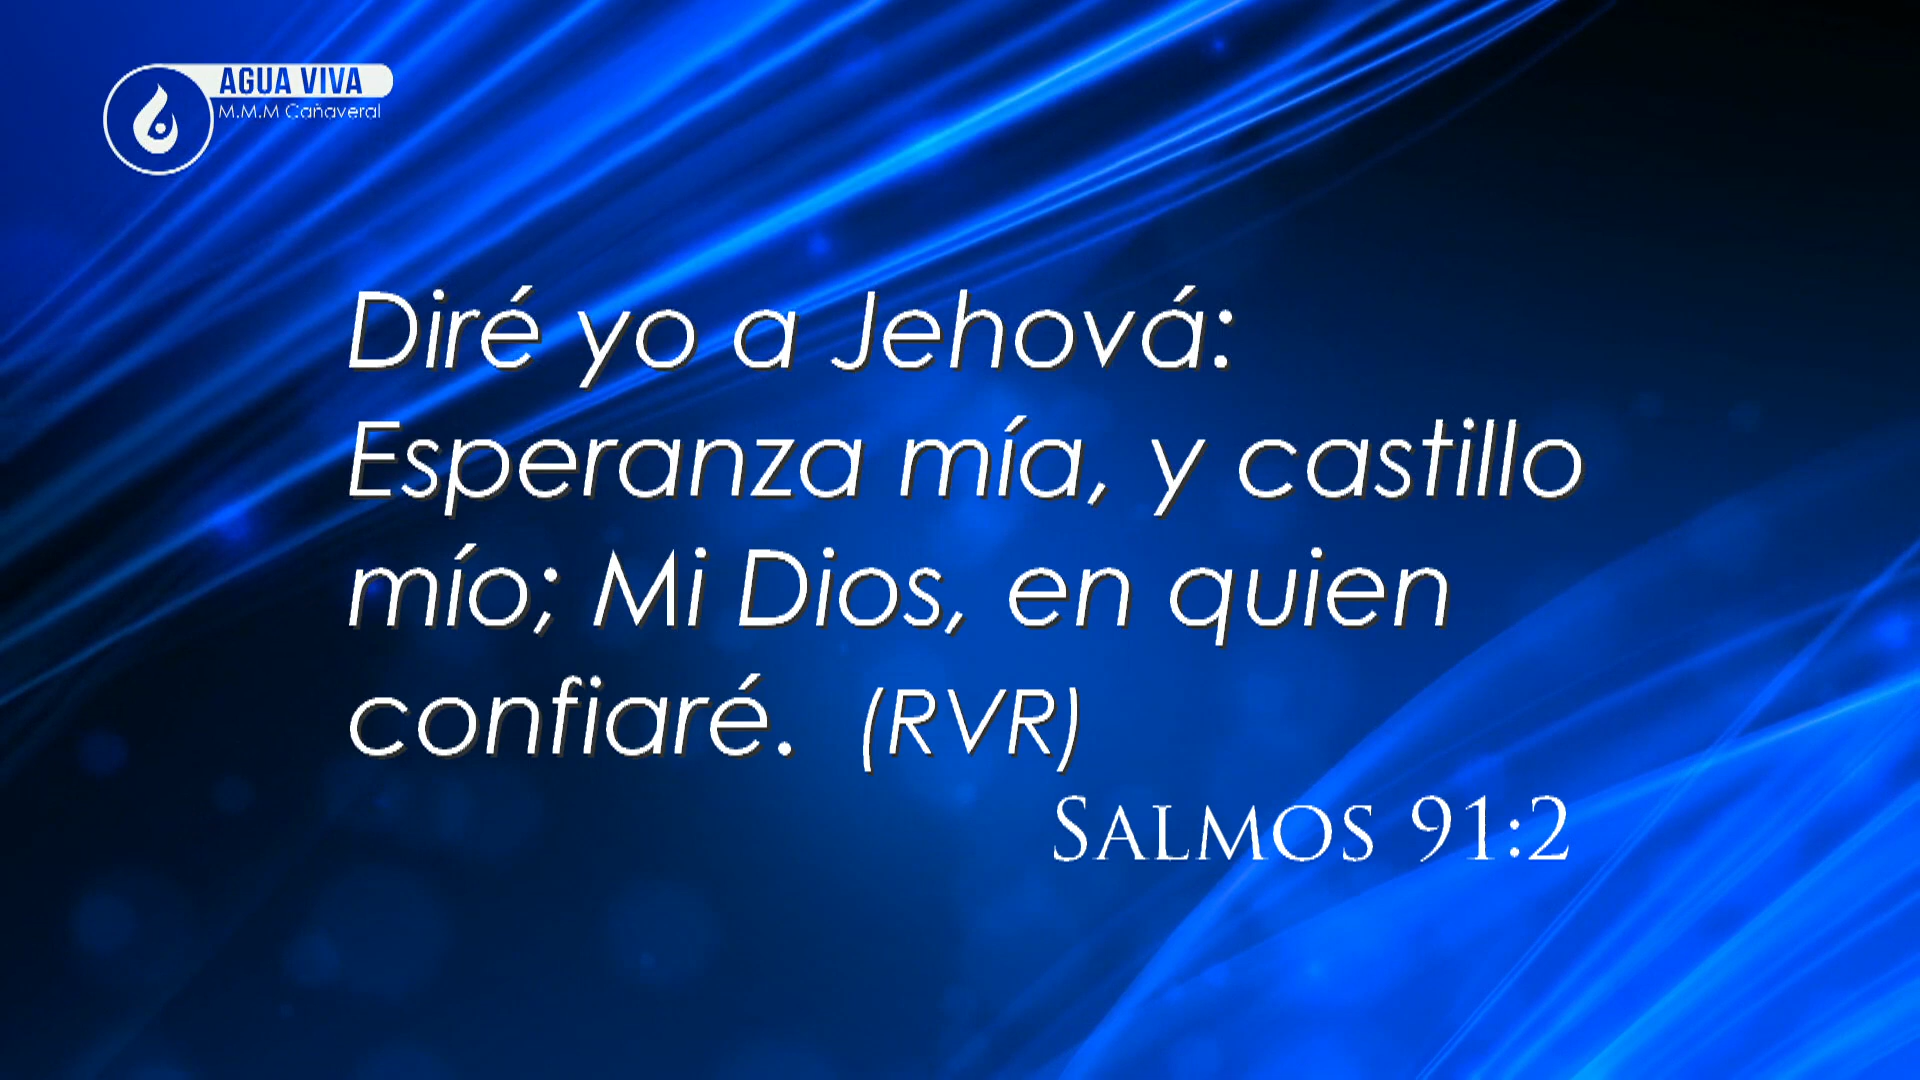 AGUA VIVA
M.M.M Cañaveral
Diré yo a Jehová:
Esperanza mía, y castillo
mío; Mi Dios, en quien
confiaré. (RVR)
SALMOS 91:2